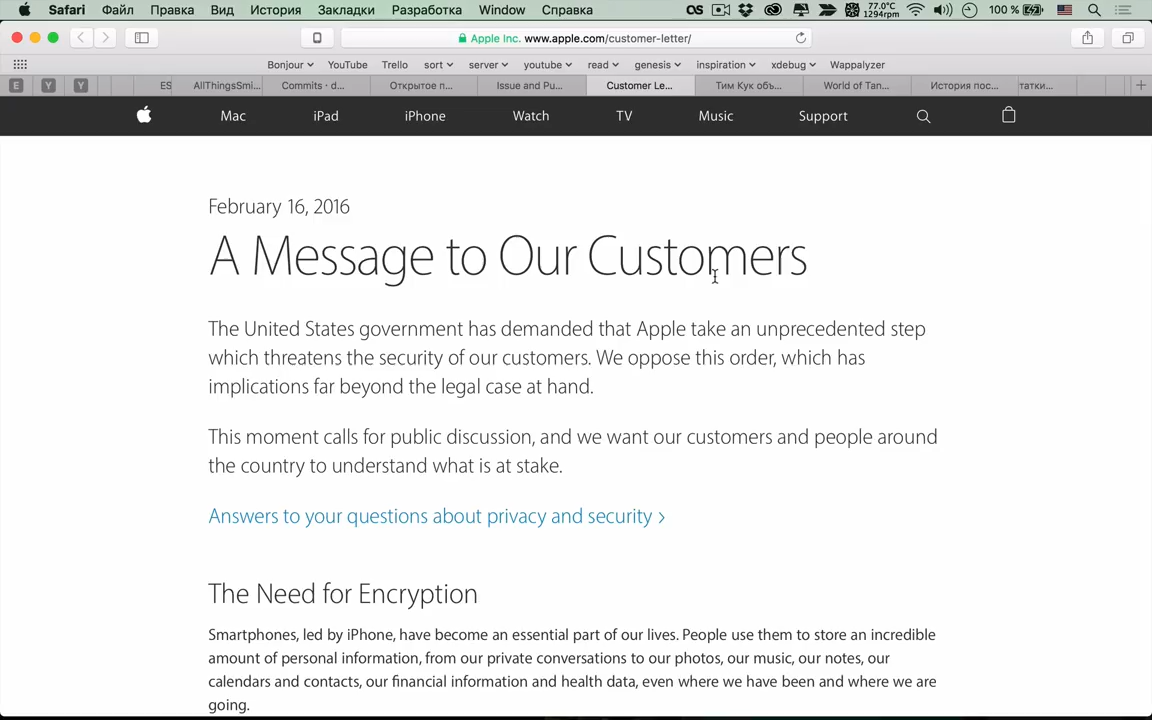 Safari Файл Правка Вид История Закладки Разработка Window Справка 77.0°C 1294rpm 100 %
Apple Inc. www.apple.com/customer-letter/
Bonjour YouTube Trello sort server youtube read genesis inspiration xdebug Wappalyzer
E Y Y ES AllThingsSmi... Commits · d... Открытое п... Issue and Pu... Customer Le... Тим Кук объ... World of Tan... История пос... татки...
Mac iPad iPhone Watch TV Music Support
February 16, 2016
A Message to Our Customers
The United States government has demanded that Apple take an unprecedented step
which threatens the security of our customers. We oppose this order, which has
implications far beyond the legal case at hand.
This moment calls for public discussion, and we want our customers and people around
the country to understand what is at stake.
Answers to your questions about privacy and security ›
The Need for Encryption
Smartphones, led by iPhone, have become an essential part of our lives. People use them to store an incredible
amount of personal information, from our private conversations to our photos, our music, our notes, our
calendars and contacts, our financial information and health data, even where we have been and where we are
going.